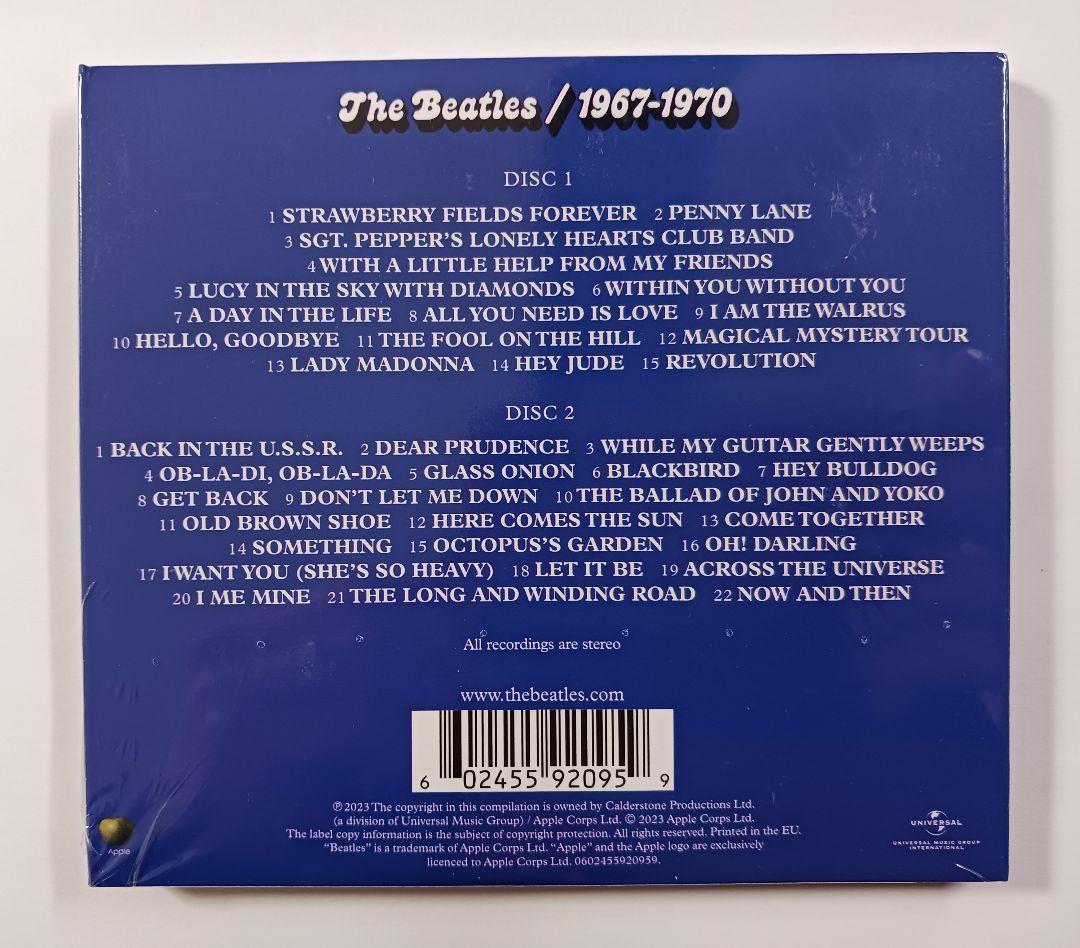 The Beatles / 1967-1970
DISC 1
1 STRAWBERRY FIELDS FOREVER 2 PENNY LANE
3 SGT. PEPPER'S LONELY HEARTS CLUB BAND
4 WITH A LITTLE HELP FROM MY FRIENDS
5 LUCY IN THE SKY WITH DIAMONDS 6 WITHIN YOU WITHOUT YOU
7 A DAY IN THE LIFE 8 ALL YOU NEED IS LOVE 9 I AM THE WALRUS
10 HELLO, GOODBYE 11 THE FOOL ON THE HILL 12 MAGICAL MYSTERY TOUR
13 LADY MADONNA 14 HEY JUDE 15 REVOLUTION
DISC 2
1 BACK IN THE U.S.S.R. 2 DEAR PRUDENCE 3 WHILE MY GUITAR GENTLY WEEPS
4 OB-LA-DI, OB-LA-DA 5 GLASS ONION 6 BLACKBIRD 7 HEY BULLDOG
8 GET BACK 9 DON'T LET ME DOWN 10 THE BALLAD OF JOHN AND YOKO
11 OLD BROWN SHOE 12 HERE COMES THE SUN 13 COME TOGETHER
14 SOMETHING 15 OCTOPUS'S GARDEN 16 OH! DARLING
17 I WANT YOU (SHE'S SO HEAVY) 18 LET IT BE 19 ACROSS THE UNIVERSE
20 I ME MINE 21 THE LONG AND WINDING ROAD 22 NOW AND THEN
All recordings are stereo
www.thebeatles.com
6 02455 92095 9
℗ 2023 The copyright in this compilation is owned by Calderstone Productions Ltd.
(a division of Universal Music Group) / Apple Corps Ltd. © 2023 Apple Corps Ltd.
The label copy information is the subject of copyright protection. All rights reserved. Printed in the EU.
"Beatles" is a trademark of Apple Corps Ltd. "Apple" and the Apple logo are exclusively
licenced to Apple Corps Ltd. 0602455920959.
Apple
UNIVERSAL
UNIVERSAL MUSIC GROUP
INTERNATIONAL